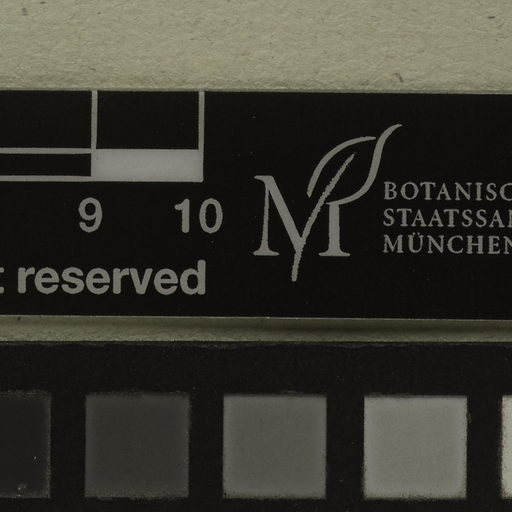 9 10
reserved
M
BOTANISC
STAATSSA
MÜNCHEN